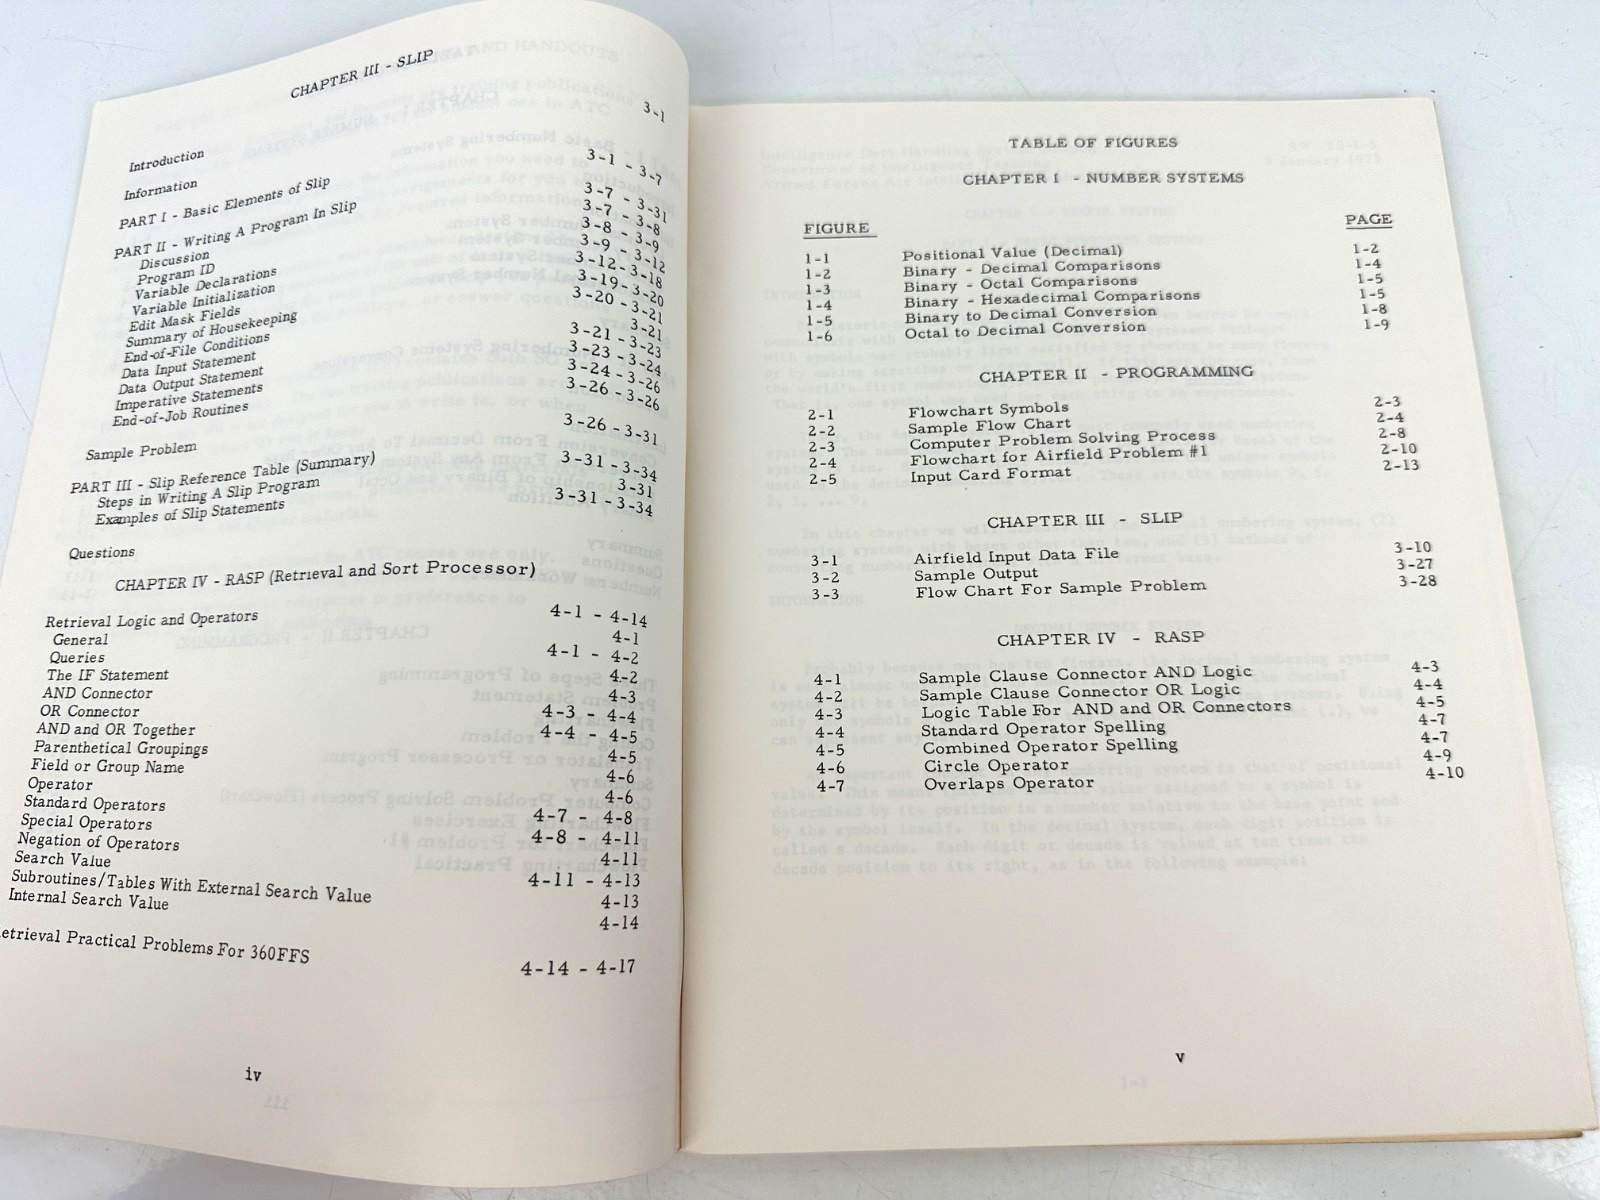 CHAPTER III - SLIP
Introduction 3-1
Information
PART I - Basic Elements of Slip 3-1 - 3-7
PART II - Writing A Program In Slip 3-7 - 3-31
Discussion 3-7 - 3-8
Program ID 3-8 - 3-9
Variable Declarations 3-9 - 3-12
Variable Initialization 3-12-3-18
Edit Mask Fields 3-19 - 3-20
Summary of Housekeeping 3-20 - 3-21
End-of-File Conditions 3-21
Data Input Statement 3-21 - 3-23
Data Output Statement 3-23 - 3-24
Imperative Statements 3-24 - 3-26
End-of-Job Routines 3-26 - 3-26
Sample Problem 3-26 - 3-31
PART III - Slip Reference Table (Summary) 3-31 - 3-34
Steps in Writing A Slip Program 3-31
Examples of Slip Statements 3-31 - 3-34
Questions
CHAPTER IV - RASP (Retrieval and Sort Processor)
Retrieval Logic and Operators 4-1 - 4-14
General 4-1
Queries 4-1 - 4-2
The IF Statement 4-2
AND Connector 4-3
OR Connector 4-3 - 4-4
AND and OR Together 4-4 - 4-5
Parenthetical Groupings 4-5
Field or Group Name 4-6
Operator 4-6
Standard Operators 4-7 - 4-8
Special Operators 4-8 - 4-11
Negation of Operators 4-11
Search Value 4-11 - 4-13
Subroutines/Tables With External Search Value 4-13
Internal Search Value 4-14
etrieval Practical Problems For 360FFS 4-14 - 4-17
iv
TABLE OF FIGURES
CHAPTER I - NUMBER SYSTEMS
FIGURE PAGE
1-1 Positional Value (Decimal) 1-2
1-2 Binary - Decimal Comparisons 1-4
1-3 Binary - Octal Comparisons 1-5
1-4 Binary - Hexadecimal Comparisons 1-5
1-5 Binary to Decimal Conversion 1-8
1-6 Octal to Decimal Conversion 1-9
CHAPTER II - PROGRAMMING
2-1 Flowchart Symbols 2-3
2-2 Sample Flow Chart 2-4
2-3 Computer Problem Solving Process 2-8
2-4 Flowchart for Airfield Problem #1 2-10
2-5 Input Card Format 2-13
CHAPTER III - SLIP
3-1 Airfield Input Data File 3-10
3-2 Sample Output 3-27
3-3 Flow Chart For Sample Problem 3-28
CHAPTER IV - RASP
4-1 Sample Clause Connector AND Logic 4-3
4-2 Sample Clause Connector OR Logic 4-4
4-3 Logic Table For AND and OR Connectors 4-5
4-4 Standard Operator Spelling 4-7
4-5 Combined Operator Spelling 4-7
4-6 Circle Operator 4-9
4-7 Overlaps Operator 4-10
v